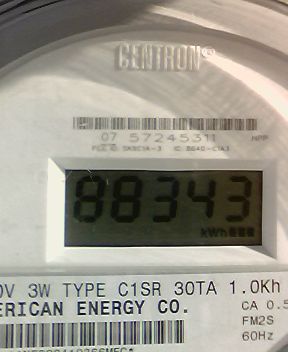 CENTRON®
07 57245311
88343
kWh
0V 3W TYPE C1SR 30TA 1.0Kh
ERICAN ENERGY CO.
CA 0.5
FM2S
60Hz